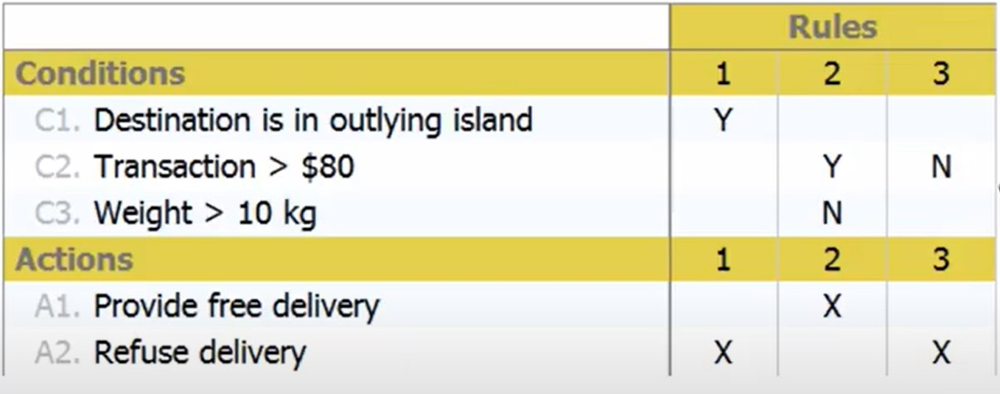 Rules
Conditions 1 2 3
C1. Destination is in outlying island Y
C2. Transaction > $80 Y N
C3. Weight > 10 kg N
Actions 1 2 3
A1. Provide free delivery X
A2. Refuse delivery X X